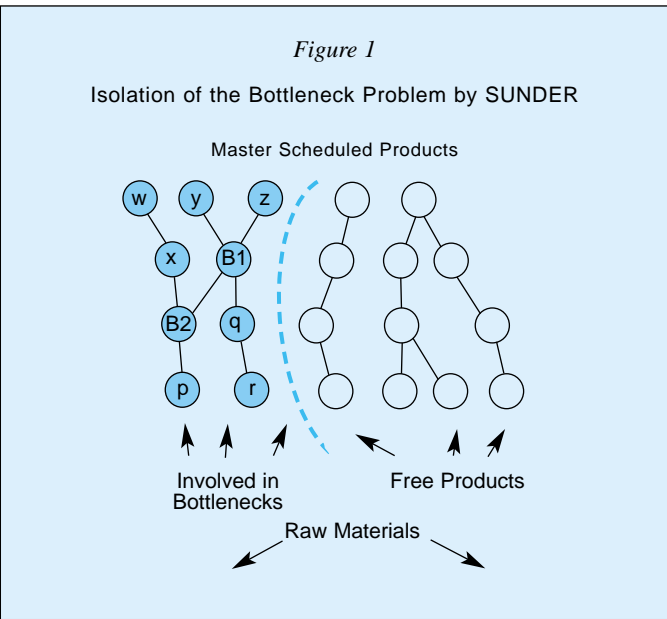 Figure 1
Isolation of the Bottleneck Problem by SUNDER
Master Scheduled Products
w y z
x B1
B2 q
p r
Involved in
Bottlenecks
Free Products
Raw Materials